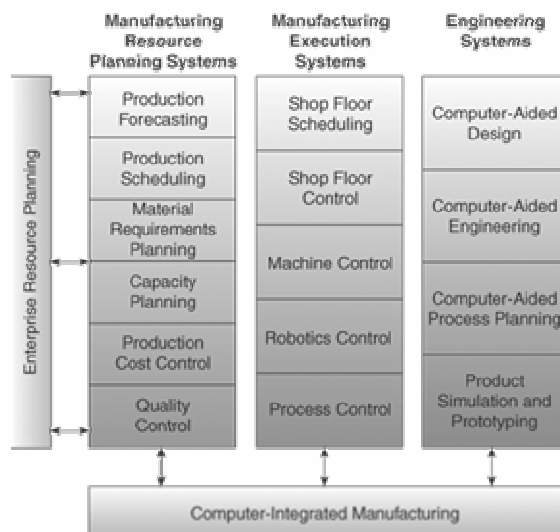 Manufacturing
Resource
Planning Systems
Manufacturing
Execution
Systems
Engineering
Systems
Enterprise Resource Planning
Production
Forecasting
Production
Scheduling
Material
Requirements
Planning
Capacity
Planning
Production
Cost Control
Quality
Control
Shop Floor
Scheduling
Shop Floor
Control
Machine Control
Robotics Control
Process Control
Computer-Aided
Design
Computer-Aided
Engineering
Computer-Aided
Process Planning
Product
Simulation and
Prototyping
Computer-Integrated Manufacturing